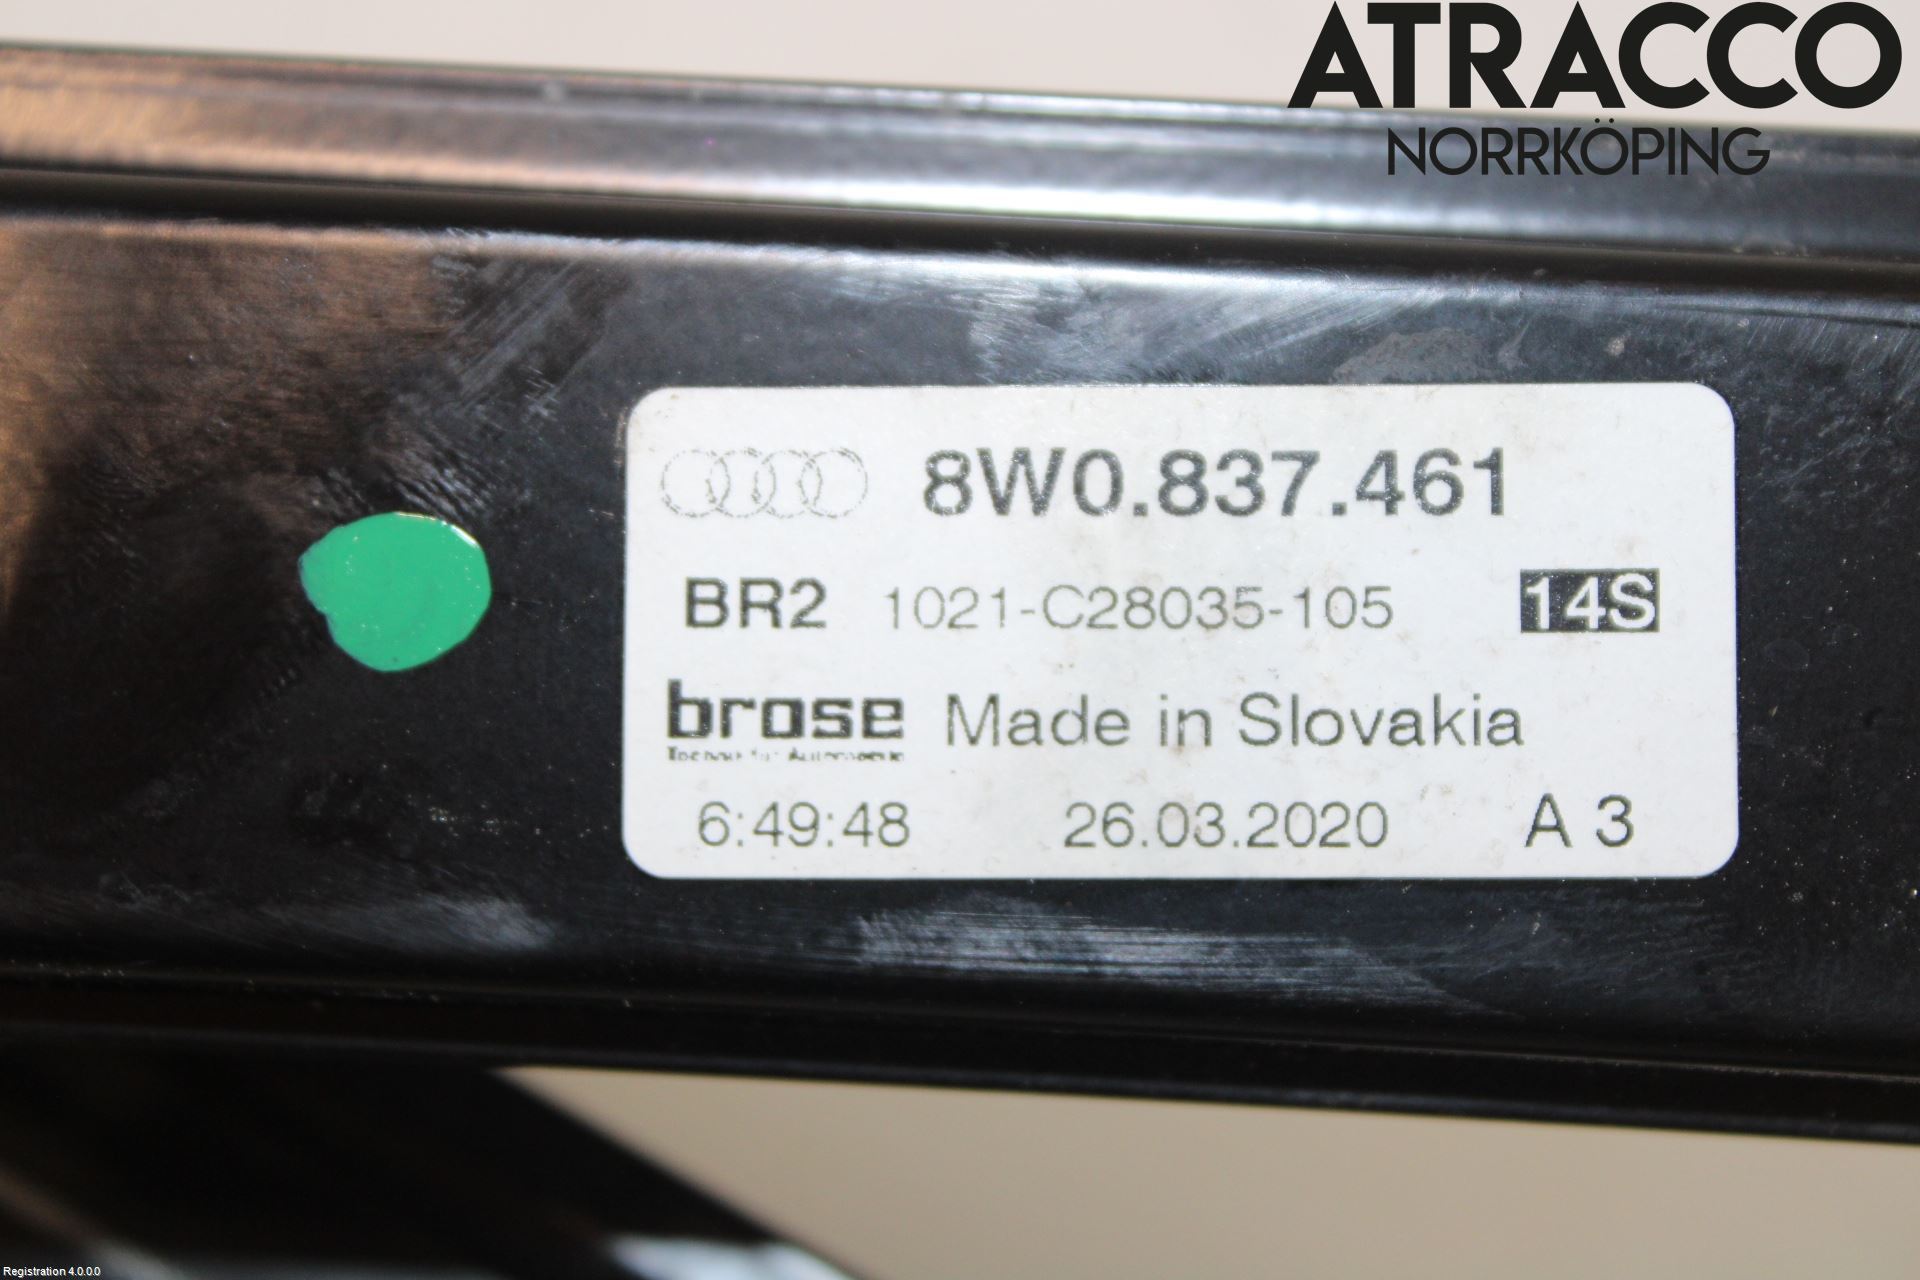 ATRACCO
NORRKÖPING
8W0.837.461
BR2 1021-C28035-105 14S
brose Made in Slovakia
6:49:48 26.03.2020 A 3
Registration 4.0.0.0